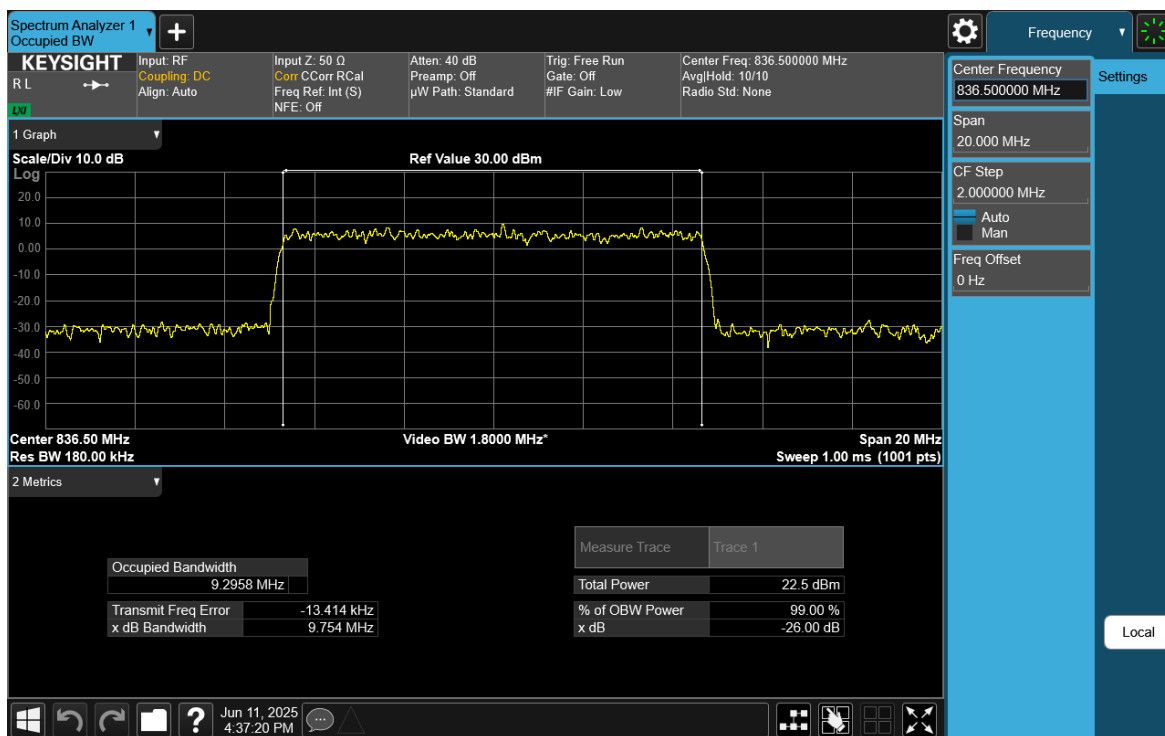 Spectrum Analyzer 1
Occupied BW
Frequency
KEYSIGHT
R L
LXI
Input: RF
Coupling: DC
Align: Auto
Input Z: 50 Ω
Corr CCorr RCal
Freq Ref: Int (S)
NFE: Off
Atten: 40 dB
Preamp: Off
µW Path: Standard
Trig: Free Run
Gate: Off
#IF Gain: Low
Center Freq: 836.500000 MHz
Avg|Hold: 10/10
Radio Std: None
Center Frequency
836.500000 MHz
Settings
Span
20.000 MHz
CF Step
2.000000 MHz
Auto
Man
Freq Offset
0 Hz
Local
1 Graph
Scale/Div 10.0 dB
Ref Value 30.00 dBm
Log
20.0
10.0
0.00
-10.0
-20.0
-30.0
-40.0
-50.0
-60.0
Center 836.50 MHz
Video BW 1.8000 MHz*
Span 20 MHz
Res BW 180.00 kHz
Sweep 1.00 ms (1001 pts)
2 Metrics
Measure Trace
Trace 1
Occupied Bandwidth
9.2958 MHz
Total Power
22.5 dBm
Transmit Freq Error
-13.414 kHz
% of OBW Power
99.00 %
x dB Bandwidth
9.754 MHz
x dB
-26.00 dB
?
Jun 11, 2025
4:37:20 PM